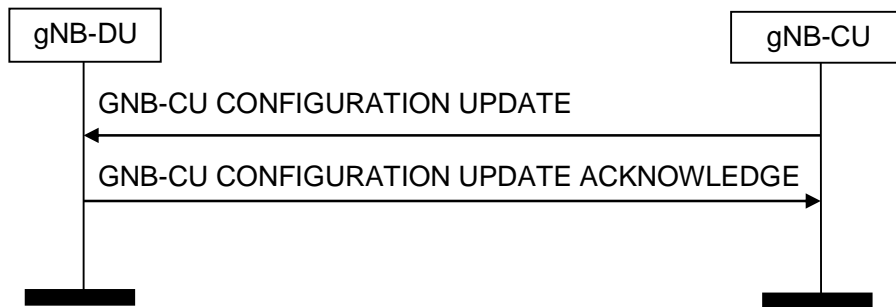 gNB-DU
gNB-CU
GNB-CU CONFIGURATION UPDATE
GNB-CU CONFIGURATION UPDATE ACKNOWLEDGE